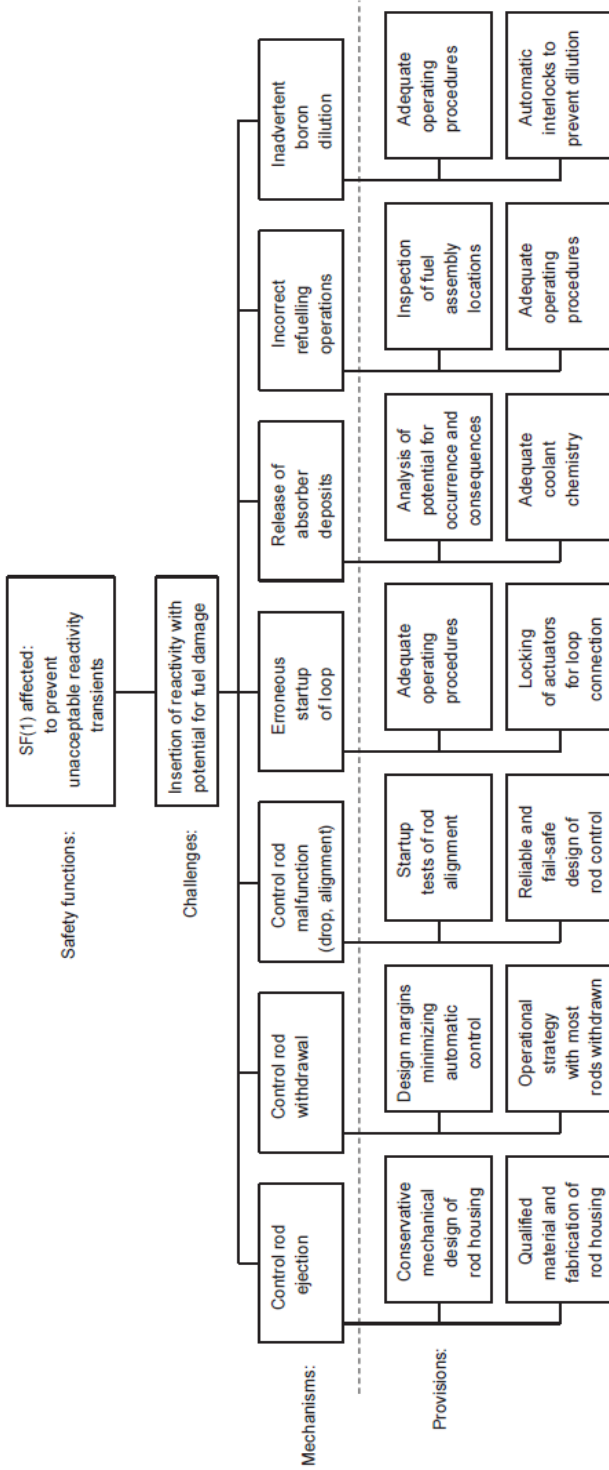 Safety functions:
SF(1) affected:
to prevent
unacceptable reactivity
transients
Challenges:
Insertion of reactivity with
potential for fuel damage
Mechanisms:
Control rod
ejection
Control rod
withdrawal
Control rod
malfunction
(drop, alignment)
Erroneous
startup
of loop
Release of
absorber
deposits
Incorrect
refuelling
operations
Inadvertent
boron
dilution
Provisions:
Conservative
mechanical
design of
rod housing
Design margins
minimizing
automatic
control
Startup
tests of rod
alignment
Adequate
operating
procedures
Analysis of
potential for
occurrence and
consequences
Inspection
of fuel
assembly
locations
Adequate
operating
procedures
Qualified
material and
fabrication of
rod housing
Operational
strategy
with most
rods withdrawn
Reliable and
fail-safe
design of
rod control
Locking
of actuators
for loop
connection
Adequate
coolant
chemistry
Adequate
operating
procedures
Automatic
interlocks to
prevent dilution